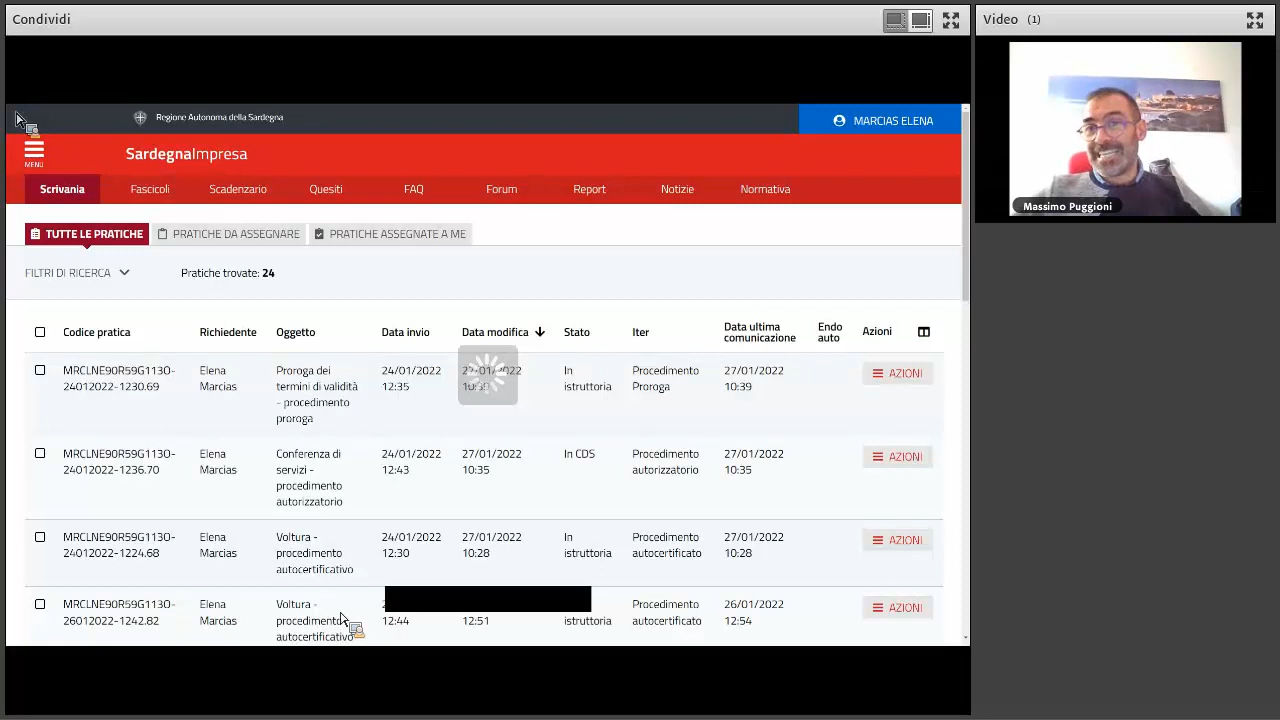 Condividi
Video (1)
Massimo Puggioni
Regione Autonoma della Sardegna
MARCIAS ELENA
MENU
SardegnaImpresa
Scrivania Fascicoli Scadenzario Quesiti FAQ Forum Report Notizie Normativa
TUTTE LE PRATICHE PRATICHE DA ASSEGNARE PRATICHE ASSEGNATE A ME
FILTRI DI RICERCA Pratiche trovate: 24
Codice pratica Richiedente Oggetto Data invio Data modifica Stato Iter Data ultima comunicazione Endo auto Azioni
MRCLNE90R59G113O- Elena Proroga dei 24/01/2022 In Procedimento 27/01/2022 AZIONI
24012022-1230.69 Marcias termini di validità 12:35 istruttoria Proroga 10:39
- procedimento
proroga
MRCLNE90R59G113O- Elena Conferenza di 24/01/2022 27/01/2022 In CDS Procedimento 27/01/2022 AZIONI
24012022-1236.70 Marcias servizi - 12:43 10:35 autorizzatorio 10:35
procedimento
autorizzatorio
MRCLNE90R59G113O- Elena Voltura - 24/01/2022 27/01/2022 In Procedimento 27/01/2022 AZIONI
24012022-1224.68 Marcias procedimento 12:30 10:28 istruttoria autocertificato 10:28
autocertificativo
MRCLNE90R59G113O- Elena Voltura - Procedimento 26/01/2022 AZIONI
26012022-1242.82 Marcias procedimento 12:44 12:51 istruttoria autocertificato 12:54
autocertificativo